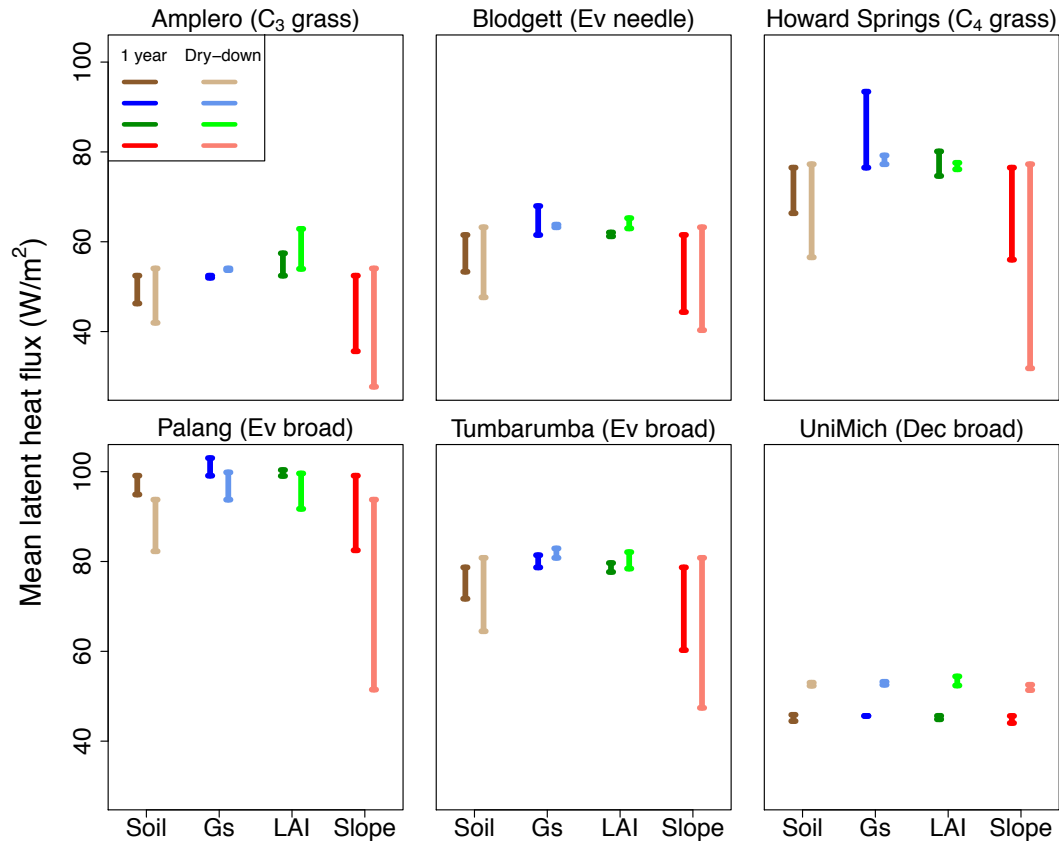 Amplero (C₃ grass)
Blodgett (Ev needle)
Howard Springs (C₄ grass)
1 year Dry−down
100
80
60
40
Palang (Ev broad)
Tumbarumba (Ev broad)
UniMich (Dec broad)
100
80
60
40
Mean latent heat flux (W/m²)
Soil Gs LAI Slope
Soil Gs LAI Slope
Soil Gs LAI Slope